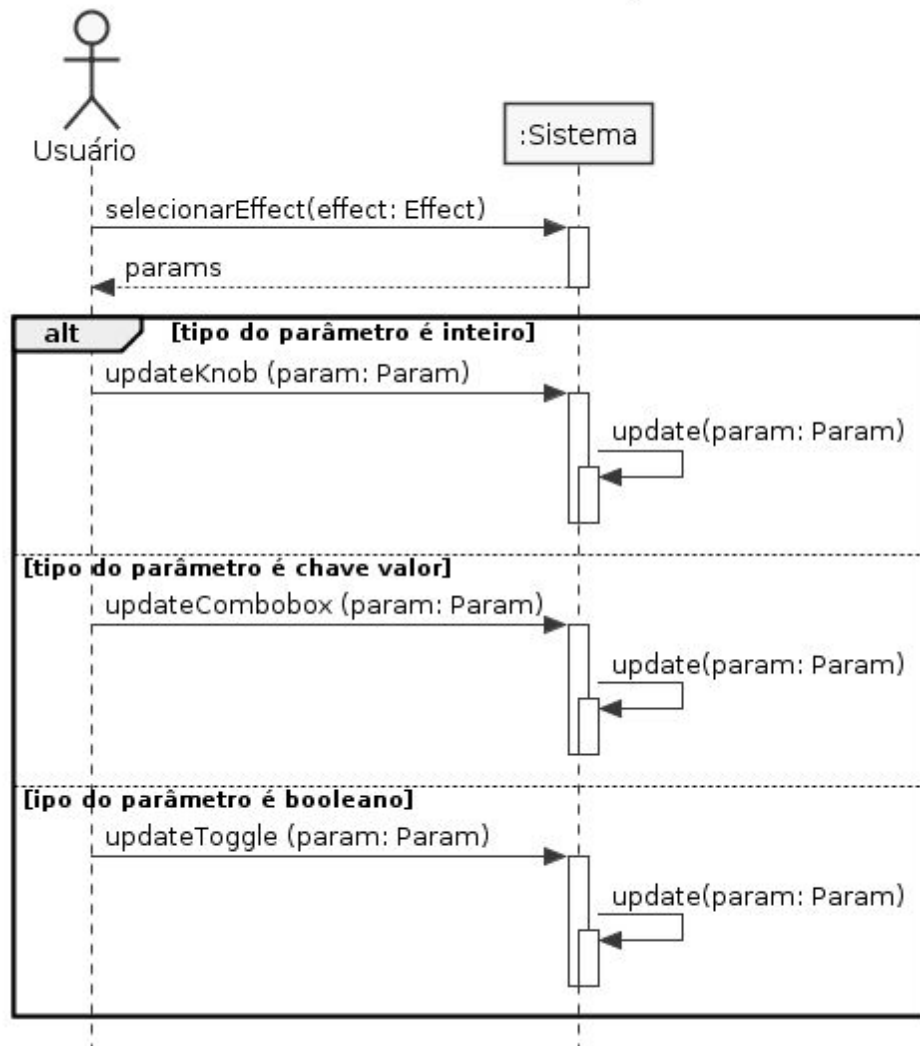 Usuário
:Sistema
selecionarEffect(effect: Effect)
params
alt [tipo do parâmetro é inteiro]
updateKnob (param: Param)
update(param: Param)
[tipo do parâmetro é chave valor]
updateCombobox (param: Param)
update(param: Param)
[ipo do parâmetro é booleano]
updateToggle (param: Param)
update(param: Param)